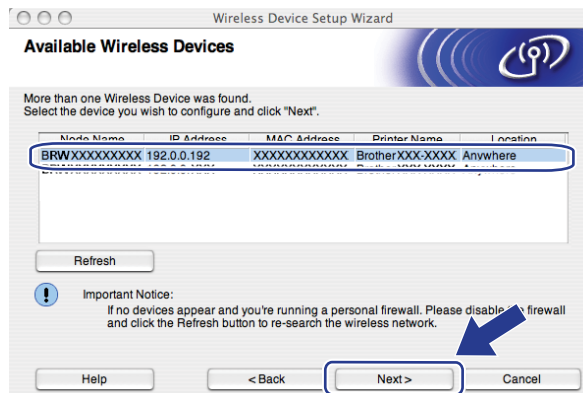 Wireless Device Setup Wizard
Available Wireless Devices
More than one Wireless Device was found.
Select the device you wish to configure and click "Next".
Node Name IP Address MAC Address Printer Name Location
BRWXXXXXXXXX 192.0.0.192 XXXXXXXXXXXX BrotherXXX-XXXX Anywhere
Refresh
Important Notice:
If no devices appear and you're running a personal firewall. Please disable firewall
and click the Refresh button to re-search the wireless network.
Help <Back Next> Cancel